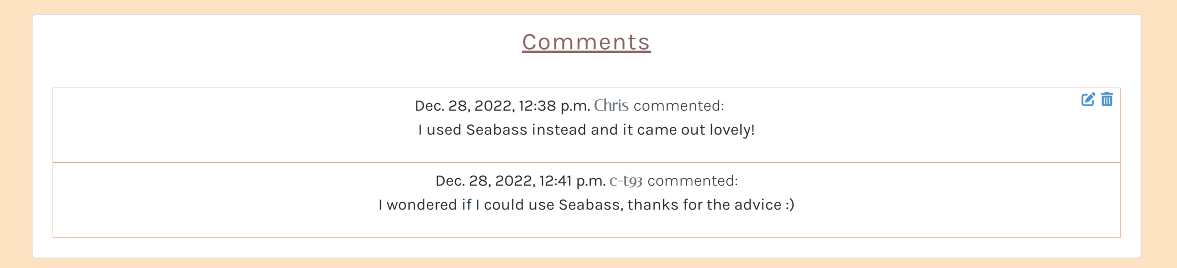 Comments
Dec. 28, 2022, 12:38 p.m. Chris commented:
I used Seabass instead and it came out lovely!
Dec. 28, 2022, 12:41 p.m. c-t93 commented:
I wondered if I could use Seabass, thanks for the advice :)